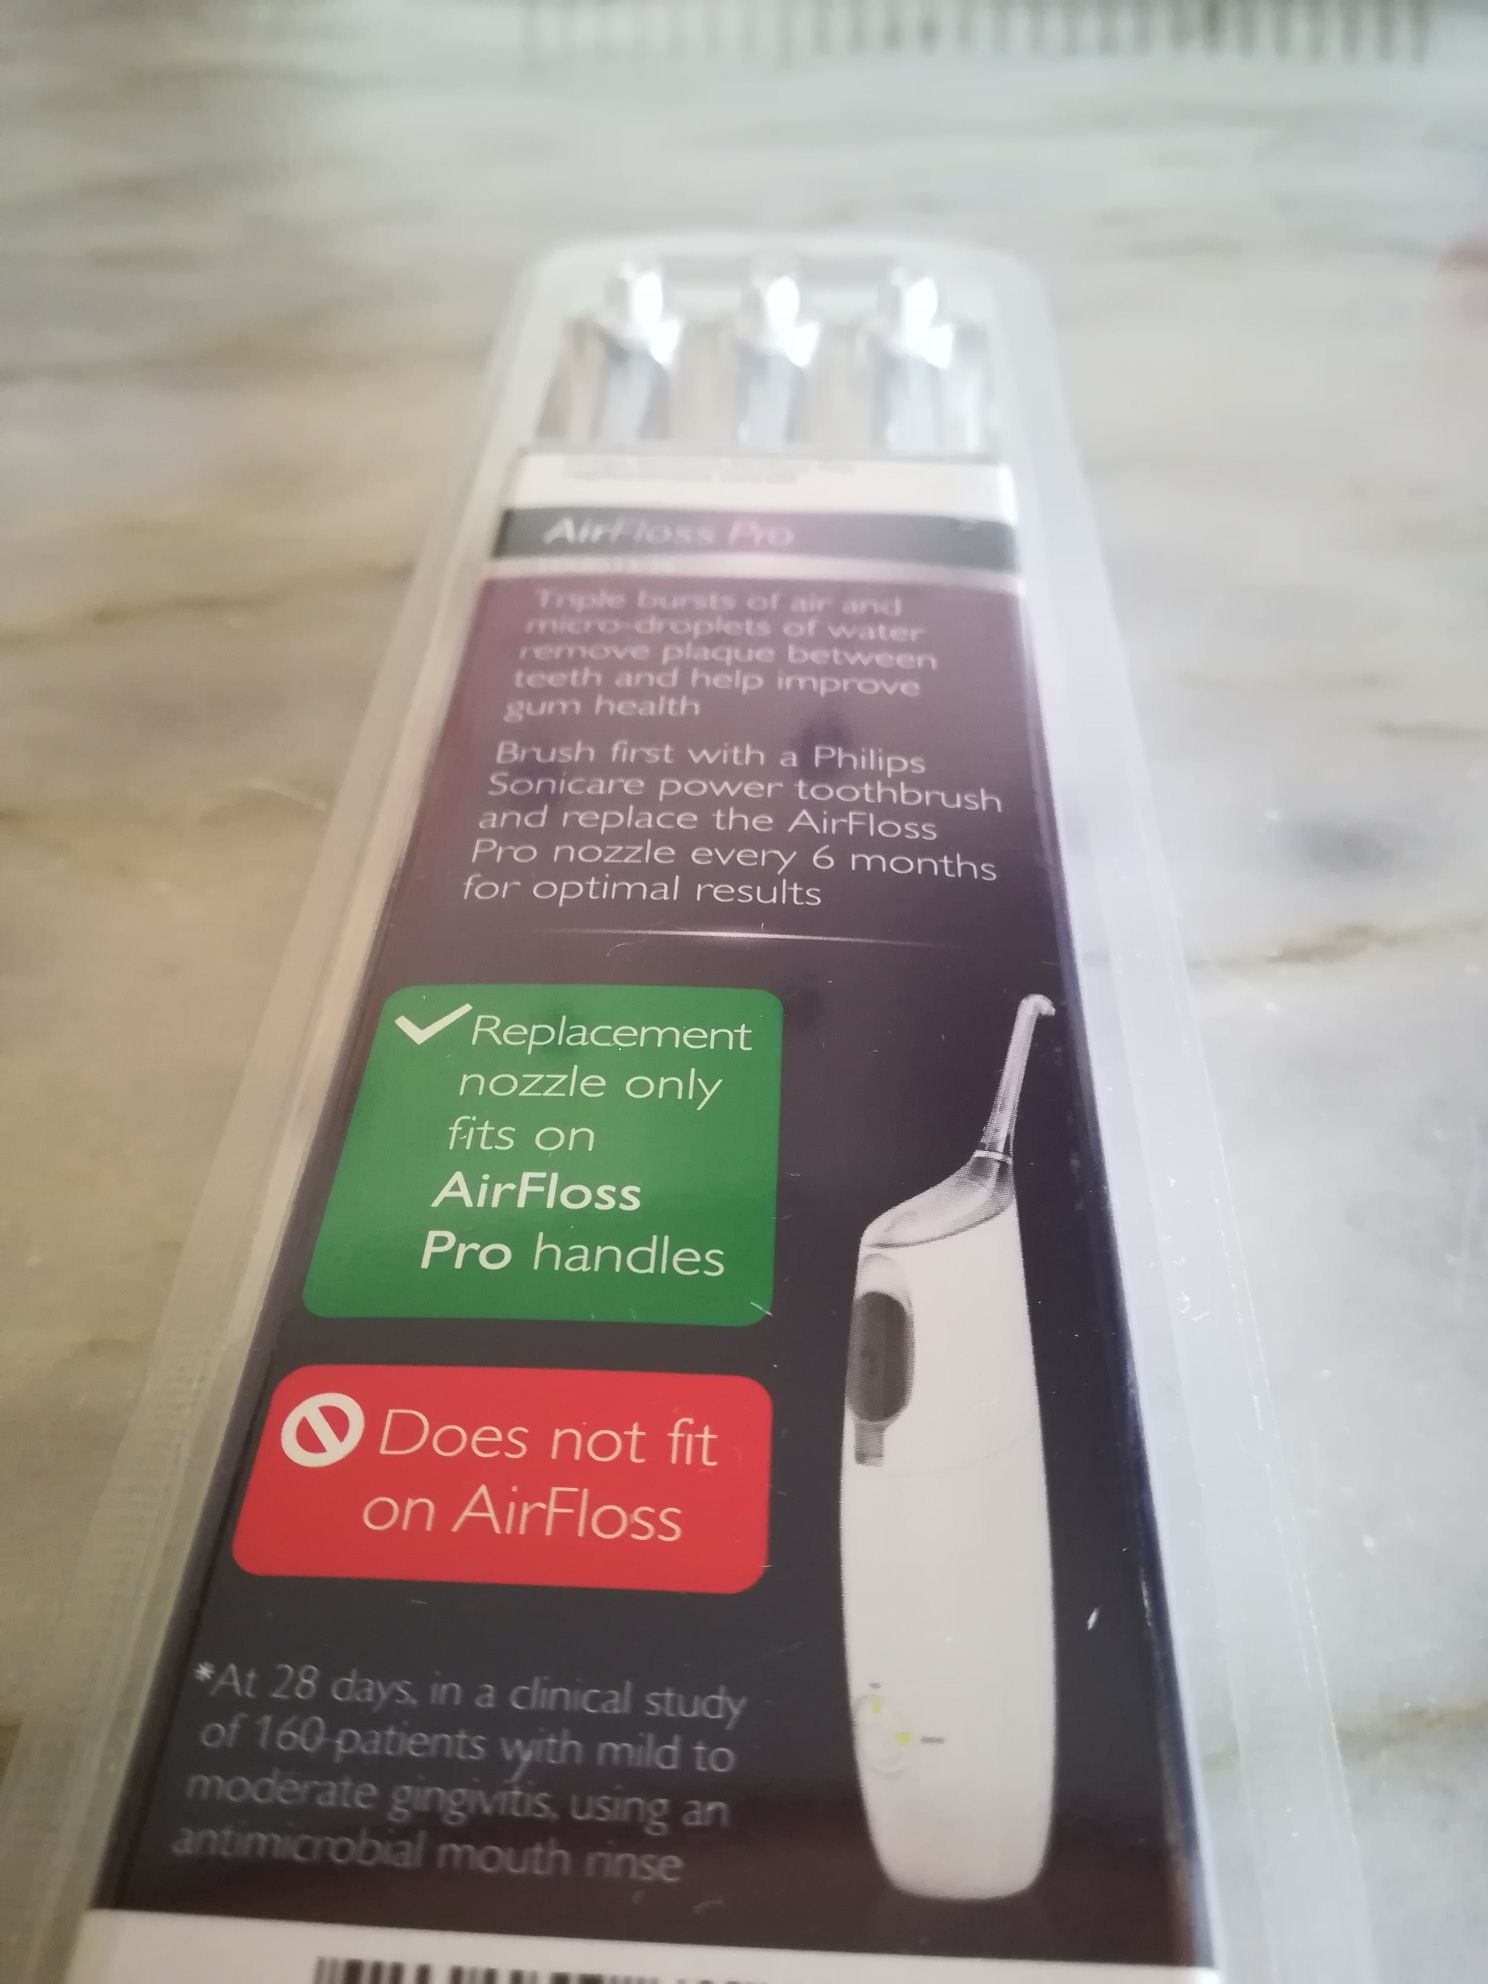 AirFloss Pro
Triple bursts of air and
micro-droplets of water
remove plaque between
teeth and help improve
gum health
Brush first with a Philips
Sonicare power toothbrush
and replace the AirFloss
Pro nozzle every 6 months
for optimal results
Replacement
nozzle only
fits on
AirFloss
Pro handles
Does not fit
on AirFloss
*At 28 days, in a clinical study
of 160 patients with mild to
moderate gingivitis, using an
antimicrobial mouth rinse